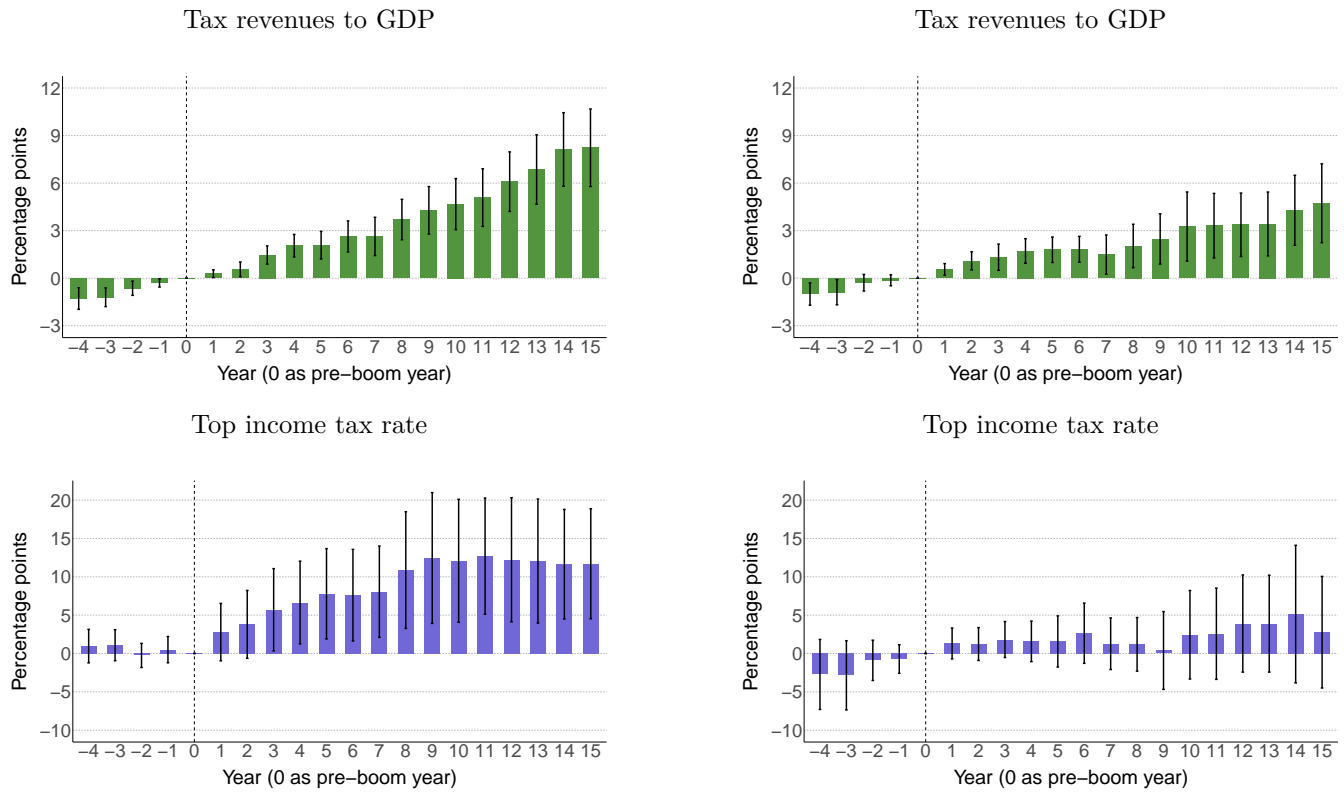 Tax revenues to GDP
12
9
6
3
0
−3
Percentage points
−4 −3 −2 −1 0 1 2 3 4 5 6 7 8 9 10 11 12 13 14 15
Year (0 as pre−boom year)
Tax revenues to GDP
12
9
6
3
0
−3
Percentage points
−4 −3 −2 −1 0 1 2 3 4 5 6 7 8 9 10 11 12 13 14 15
Year (0 as pre−boom year)
Top income tax rate
20
15
10
5
0
−5
−10
Percentage points
−4 −3 −2 −1 0 1 2 3 4 5 6 7 8 9 10 11 12 13 14 15
Year (0 as pre−boom year)
Top income tax rate
20
15
10
5
0
−5
−10
Percentage points
−4 −3 −2 −1 0 1 2 3 4 5 6 7 8 9 10 11 12 13 14 15
Year (0 as pre−boom year)